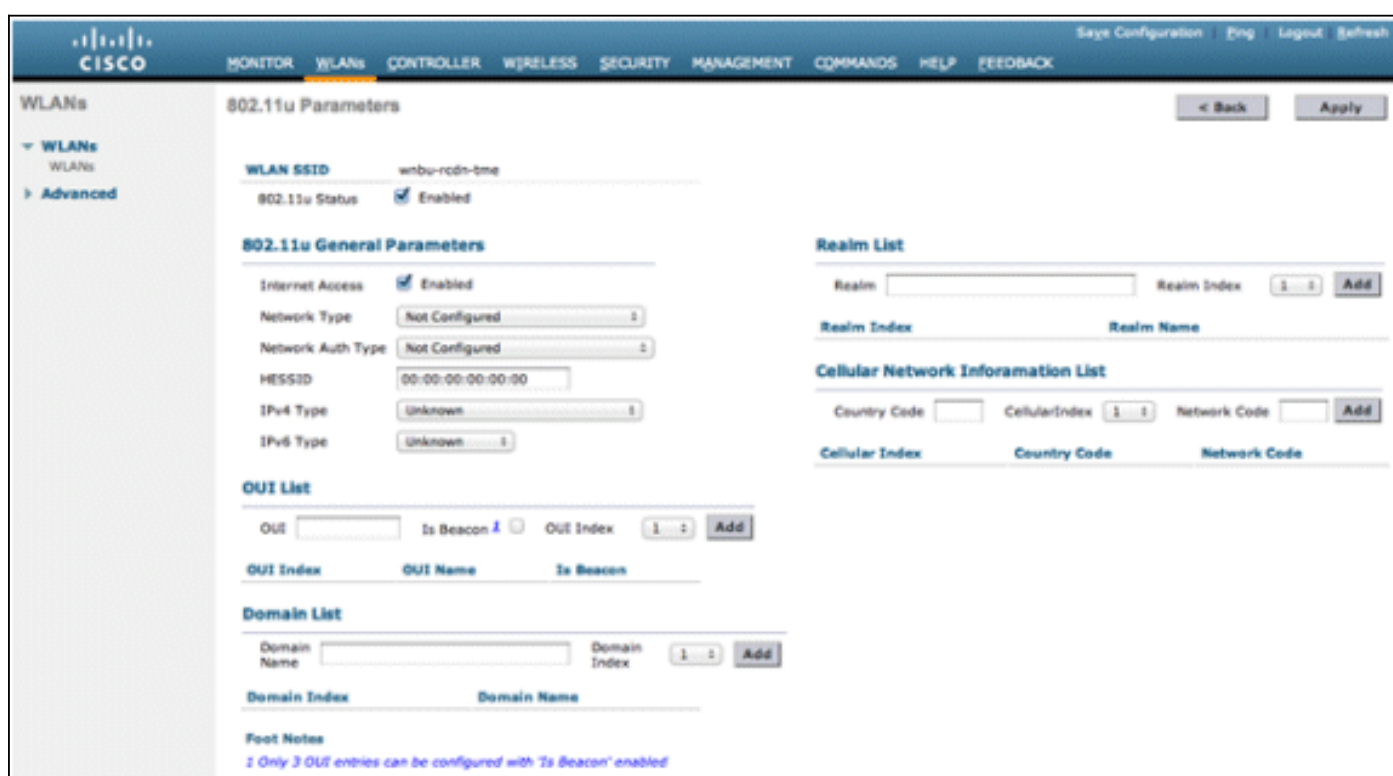 Save Configuration Ping Logout Refresh
CISCO MONITOR WLANs CONTROLLER WIRELESS SECURITY MANAGEMENT COMMANDS HELP FEEDBACK
WLANs
WLANs
WLANs
Advanced
802.11u Parameters < Back Apply
WLAN SSID wnbu-rcdn-tme
802.11u Status Enabled
802.11u General Parameters
Internet Access Enabled
Network Type Not Configured
Network Auth Type Not Configured
HESSID 00:00:00:00:00:00
IPv4 Type Unknown
IPv6 Type Unknown
OUI List
OUI Is Beacon 1 OUI Index 1 Add
OUI Index OUI Name Is Beacon
Domain List
Domain Name Domain Index 1 Add
Domain Index Domain Name
Foot Notes
1 Only 3 OUI entries can be configured with 'Is Beacon' enabled
Realm List
Realm Realm Index 1 Add
Realm Index Realm Name
Cellular Network Inforamation List
Country Code CellularIndex 1 Network Code Add
Cellular Index Country Code Network Code